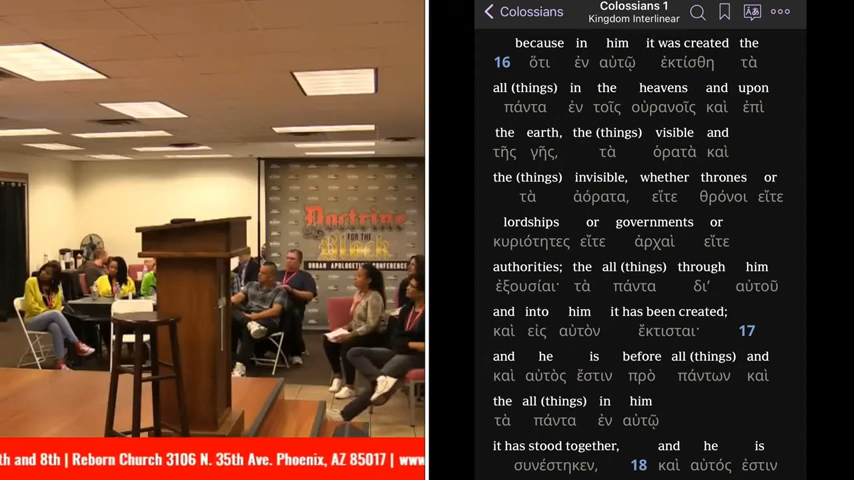 Doctrine
FOR THE
Block
URBAN APOLOGETICS CONFERENCE
th and 8th | Reborn Church 3106 N. 35th Ave. Phoenix, AZ 85017 | www
Colossians
Colossians 1
Kingdom Interlinear
because in him it was created the
16 ὅτι ἐν αὐτῷ ἐκτίσθη τὰ
all (things) in the heavens and upon
πάντα ἐν τοῖς οὐρανοῖς καὶ ἐπὶ
the earth, the (things) visible and
τῆς γῆς, τὰ ὁρατὰ καὶ
the (things) invisible, whether thrones or
τὰ ἀόρατα, εἴτε θρόνοι εἴτε
lordships or governments or
κυριότητες εἴτε ἀρχαὶ εἴτε
authorities; the all (things) through him
ἐξουσίαι· τὰ πάντα δι’ αὐτοῦ
and into him it has been created;
καὶ εἰς αὐτὸν ἔκτισται· 17
and he is before all (things) and
καὶ αὐτὸς ἔστιν πρὸ πάντων καὶ
the all (things) in him
τὰ πάντα ἐν αὐτῷ
it has stood together, and he is
συνέστηκεν, 18 καὶ αὐτός ἐστιν